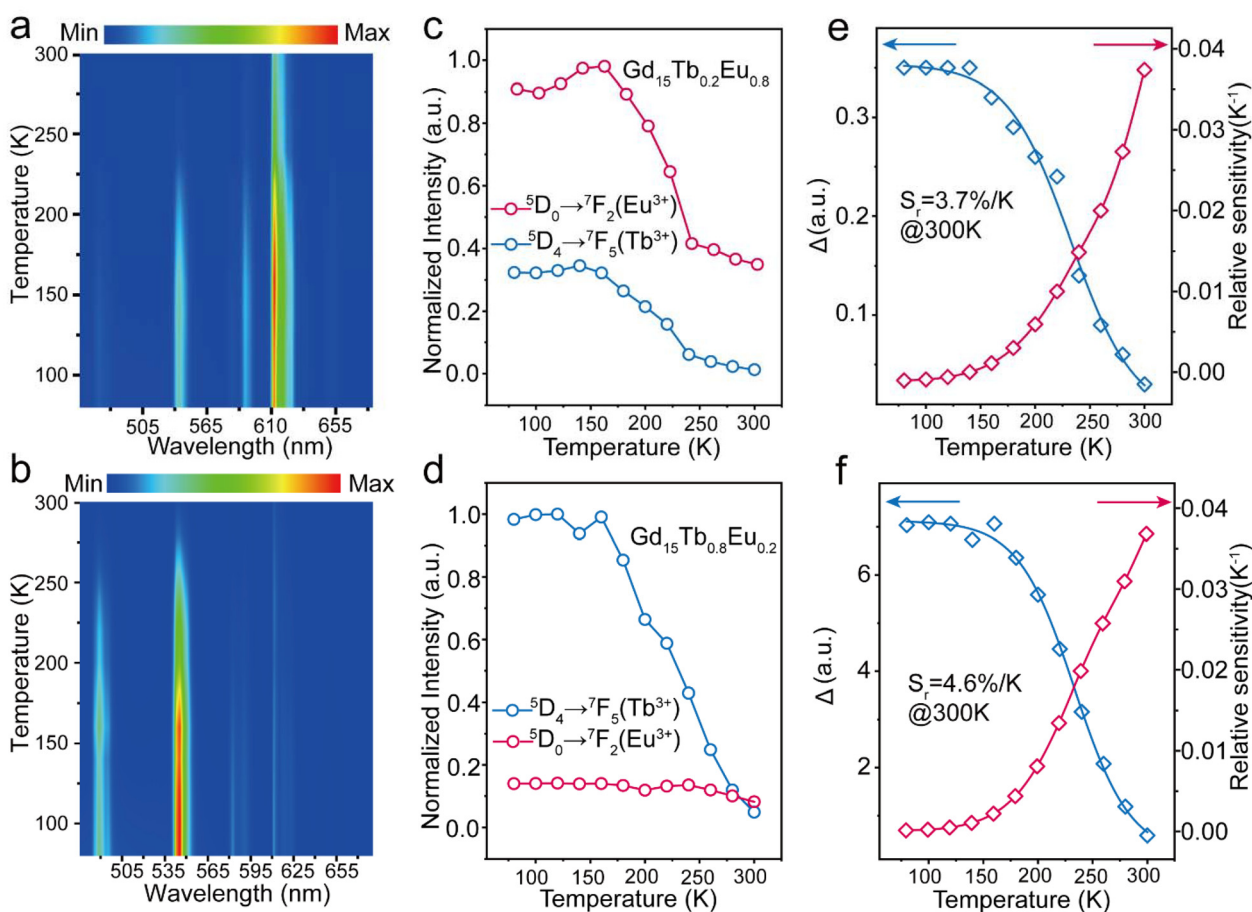 a
Min Max
300
250
200
150
100
Temperature (K)
505 565 610 655
Wavelength (nm)
c
1.0
0.8
0.6
0.4
0.2
0.0
Normalized Intensity (a.u.)
Gd15Tb0.2Eu0.8
5D0→7F2(Eu3+)
5D4→7F5(Tb3+)
100 150 200 250 300
Temperature (K)
e
0.3
0.2
0.1
Δ(a.u.)
Sr=3.7%/K
@300K
-0.04
-0.03
-0.02
-0.01
-0.00
Relative sensitivity(K-1)
100 150 200 250 300
Temperature (K)
b
Min Max
300
250
200
150
100
Temperature (K)
505 535 565 595 625 655
Wavelength (nm)
d
1.0
0.8
0.6
0.4
0.2
0.0
Normalized Intensity (a.u.)
Gd15Tb0.8Eu0.2
5D4→7F5(Tb3+)
5D0→7F2(Eu3+)
100 150 200 250 300
Temperature (K)
f
6
4
2
Δ(a.u.)
Sr=4.6%/K
@300K
-0.04
-0.03
-0.02
-0.01
-0.00
Relative sensitivity(K-1)
100 150 200 250 300
Temperature (K)